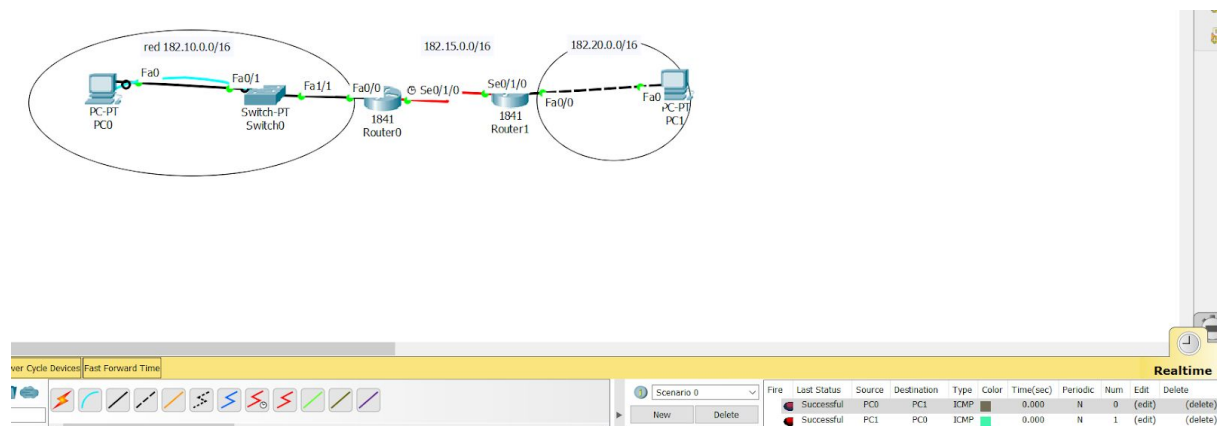 red 182.10.0.0/16
182.15.0.0/16
182.20.0.0/16
Fa0
Fa0/1
Fa1/1
Fa0/0
Se0/1/0
Se0/1/0
Fa0/0
Fa0
PC-PT
PC0
Switch-PT
Switch0
1841
Router0
1841
Router1
PC-PT
PC1
Realtime
ver Cycle Devices Fast Forward Time
Scenario 0
New Delete
Fire Last Status Source Destination Type Color Time(sec) Periodic Num Edit Delete
Successful PC0 PC1 ICMP 0.000 N 0 (edit) (delete)
Successful PC1 PC0 ICMP 0.000 N 1 (edit) (delete)